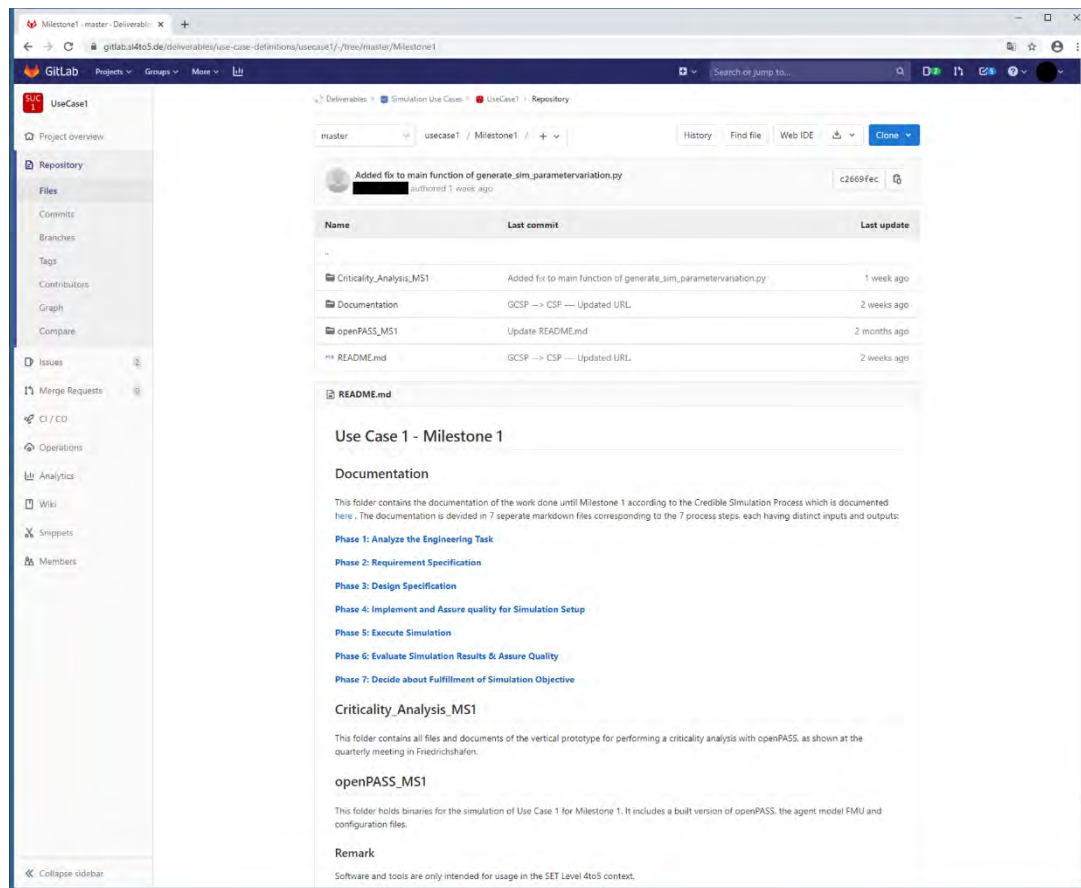 Milestone1 · master · Deliverable
gitlab.sl4to5.de/deliverables/use-case-definitions/usecase1/-/tree/master/Milestone1
GitLab Projects Groups More Search or jump to...
SUC 1 UseCase1
Project overview
Repository
Files
Commits
Branches
Tags
Contributors
Graph
Compare
Issues 2
Merge Requests 0
CI / CD
Operations
Analytics
Wiki
Snippets
Members
Collapse sidebar
Deliverables > Simulation Use Cases > UseCase1 > Repository
master usecase1 / Milestone1 / + History Find file Web IDE Clone
Added fix to main function of generate_sim_parametervariation.py
authored 1 week ago
c2669fec
Name Last commit Last update
..
Criticality_Analysis_MS1 Added fix to main function of generate_sim_parametervariation.py 1 week ago
Documentation GCSP --> CSP ---- Updated URL. 2 weeks ago
openPASS_MS1 Update README.md 2 months ago
README.md GCSP --> CSP ---- Updated URL. 2 weeks ago
README.md
Use Case 1 - Milestone 1
Documentation
This folder contains the documentation of the work done until Milestone 1 according to the Credible Simulation Process which is documented
here . The documentation is devided in 7 seperate markdown files corresponding to the 7 process steps, each having distinct inputs and outputs:
Phase 1: Analyze the Engineering Task
Phase 2: Requirement Specification
Phase 3: Design Specification
Phase 4: Implement and Assure quality for Simulation Setup
Phase 5: Execute Simulation
Phase 6: Evaluate Simulation Results & Assure Quality
Phase 7: Decide about Fulfillment of Simulation Objective
Criticality_Analysis_MS1
This folder contains all files and documents of the vertical prototype for performing a criticality analysis with openPASS, as shown at the
quarterly meeting in Friedrichshafen.
openPASS_MS1
This folder holds binaries for the simulation of Use Case 1 for Milestone 1. It includes a built version of openPASS, the agent model FMU and
configuration files.
Remark
Software and tools are only intended for usage in the SET Level 4to5 context.